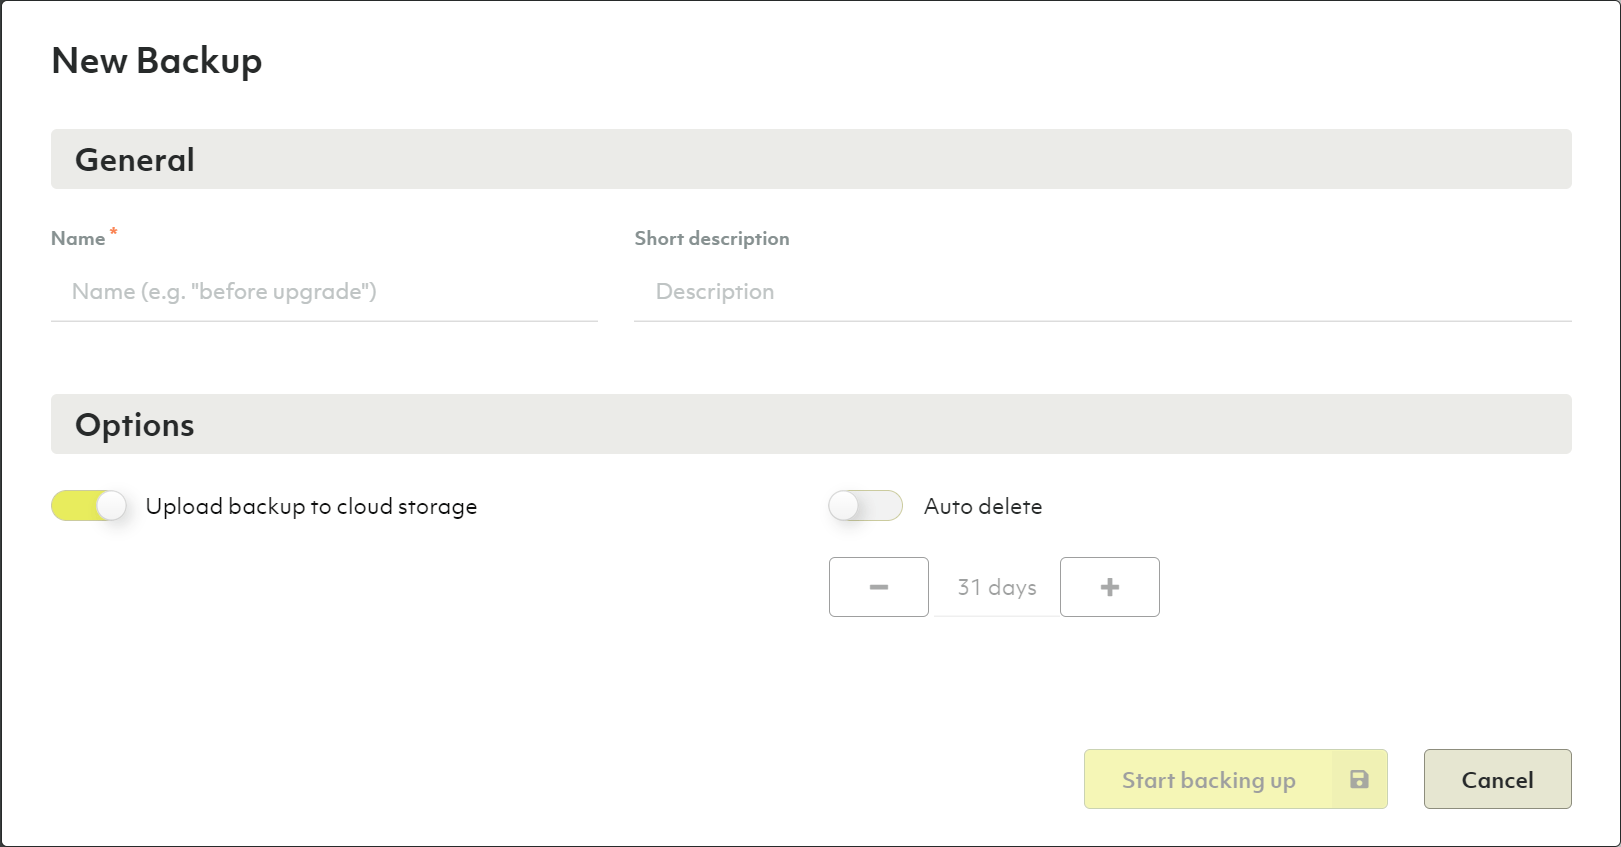 New Backup
General
Name *
Short description
Name (e.g. "before upgrade")
Description
Options
Upload backup to cloud storage
Auto delete
31 days
Start backing up
Cancel